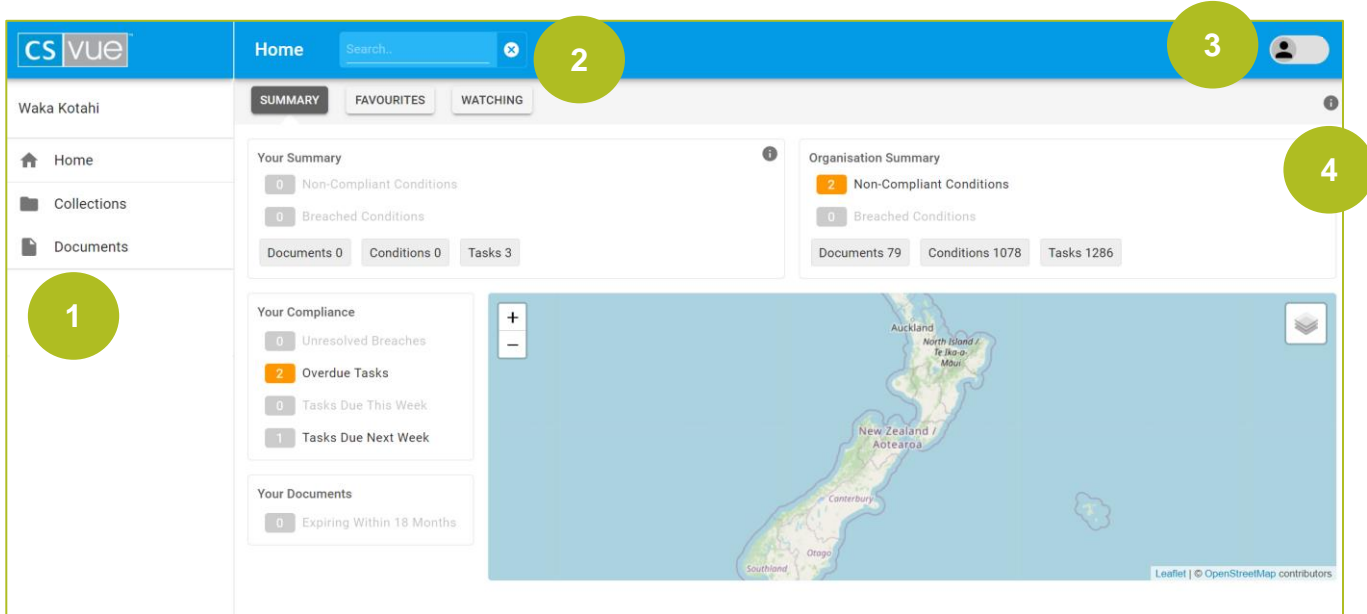 CS VUE™
Home
Search..
2
3
Waka Kotahi
SUMMARY
FAVOURITES
WATCHING
Home
Collections
Documents
1
Your Summary
0 Non-Compliant Conditions
0 Breached Conditions
Documents 0
Conditions 0
Tasks 3
Organisation Summary
4
2 Non-Compliant Conditions
0 Breached Conditions
Documents 79
Conditions 1078
Tasks 1286
Your Compliance
0 Unresolved Breaches
2 Overdue Tasks
0 Tasks Due This Week
1 Tasks Due Next Week
Your Documents
0 Expiring Within 18 Months
+
−
Auckland
North Island /
Te Ika-a-
Māui
New Zealand /
Aotearoa
Canterbury
Otago
Southland
Leaflet | © OpenStreetMap contributors